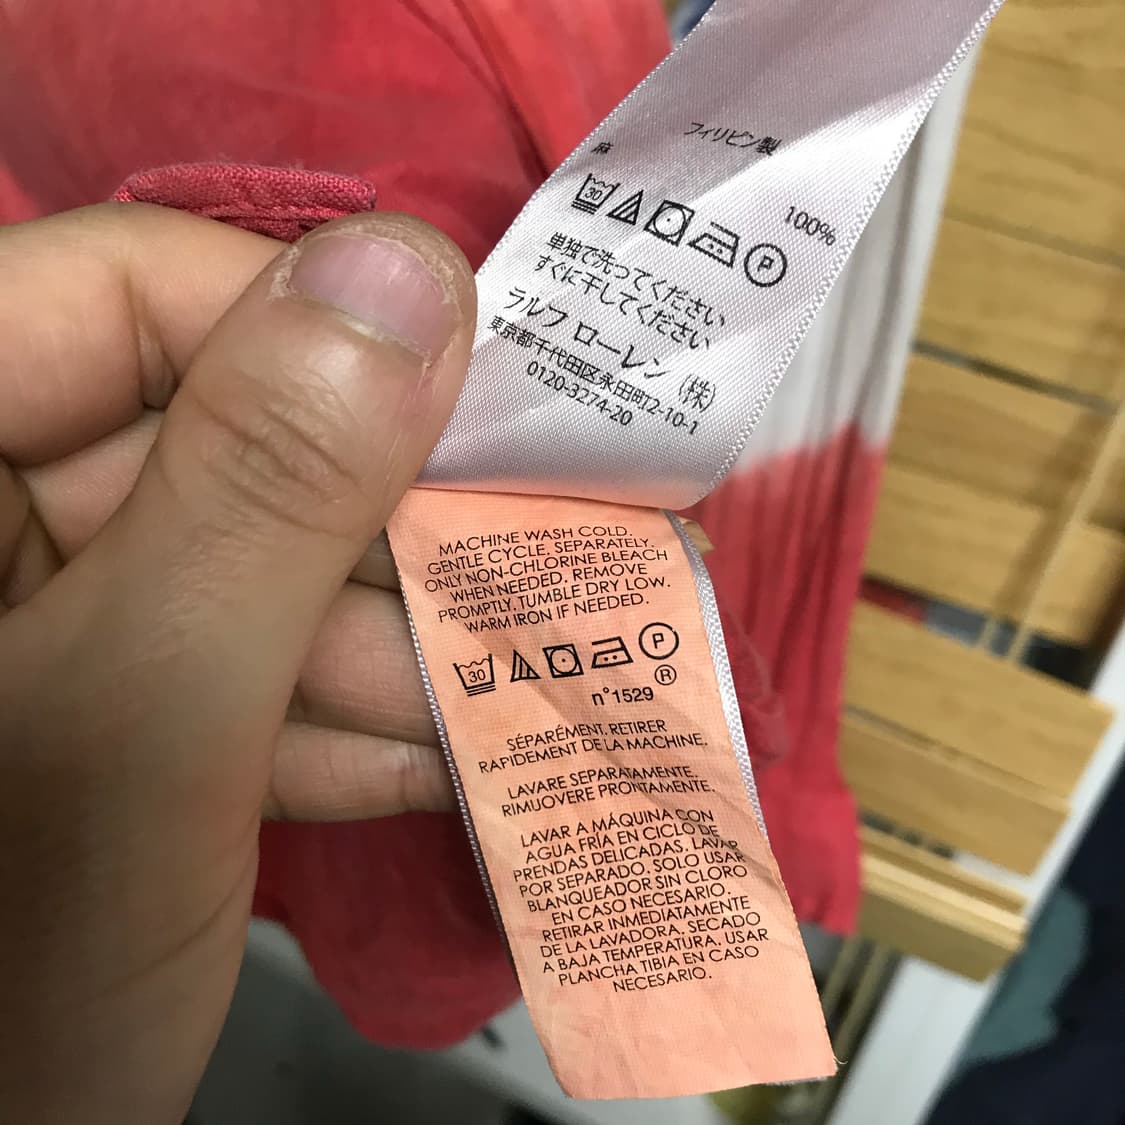 フィリピン製
麻 100%
30 P
単独で洗ってください
すぐに干してください
ラルフ ローレン (株)
東京都千代田区永田町2-10-1
0120-3274-20
MACHINE WASH COLD.
GENTLE CYCLE. SEPARATELY.
ONLY NON-CHLORINE BLEACH
WHEN NEEDED. REMOVE
PROMPTLY.TUMBLE DRY LOW.
WARM IRON IF NEEDED.
30 P
®
n°1529
SÉPARÉMENT. RETIRER
RAPIDEMENT DE LA MACHINE.
LAVARE SEPARATAMENTE.
RIMUOVERE PRONTAMENTE.
LAVAR A MÁQUINA CON
AGUA FRÍA EN CICLO DE
PRENDAS DELICADAS. LAVAR
POR SEPARADO. SOLO USAR
BLANQUEADOR SIN CLORO
EN CASO NECESARIO.
RETIRAR INMEDIATAMENTE
DE LA LAVADORA. SECADO
A BAJA TEMPERATURA. USAR
PLANCHA TIBIA EN CASO
NECESARIO.